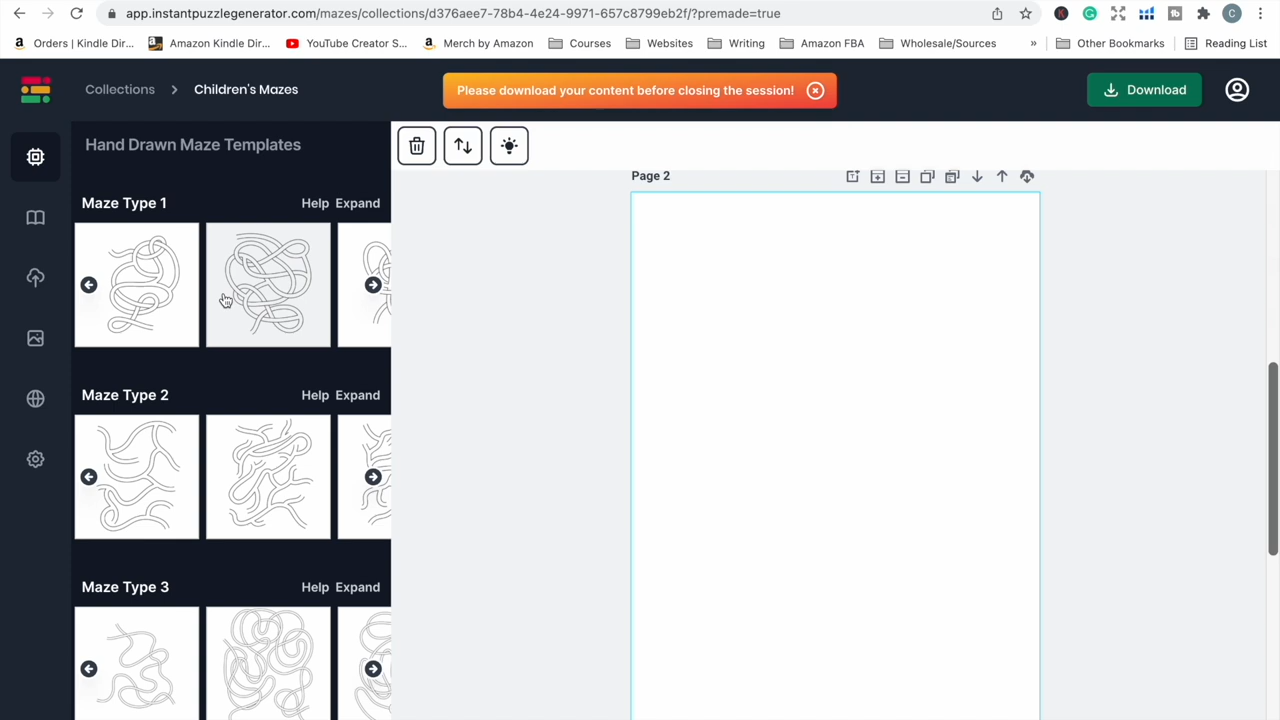 app.instantpuzzlegenerator.com/mazes/collections/d376aee7-78b4-4e24-9971-657c8799eb2f/?premade=true
C
Orders | Kindle Dir...
Amazon Kindle Dir...
YouTube Creator S...
Merch by Amazon
Courses
Websites
Writing
Amazon FBA
Wholesale/Sources
»
Other Bookmarks
Reading List
Collections > Children's Mazes
Please download your content before closing the session!
Download
Hand Drawn Maze Templates
Page 2
Maze Type 1 Help Expand
Maze Type 2 Help Expand
Maze Type 3 Help Expand